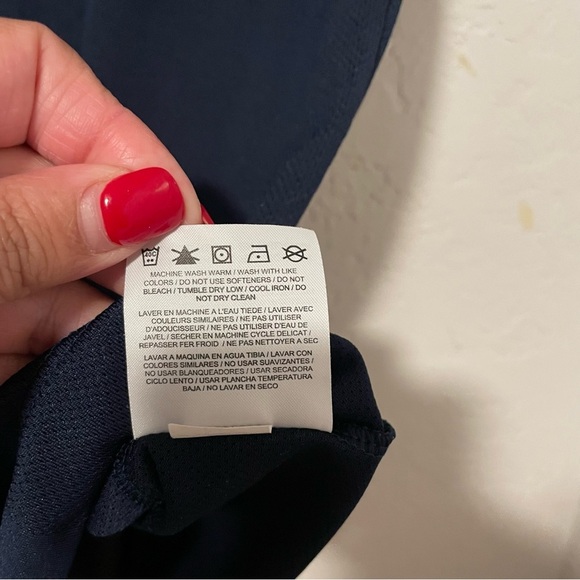 40C
MACHINE WASH WARM / WASH WITH LIKE
COLORS / DO NOT USE SOFTENERS / DO NOT
BLEACH / TUMBLE DRY LOW / COOL IRON / DO
NOT DRY CLEAN
LAVER EN MACHINE A L'EAU TIEDE / LAVER AVEC
COULEURS SIMILAIRES / NE PAS UTILISER
D'ADOUCISEUR / NE PAS UTILISER D'EAU DE
JAVEL / SECHER EN MACHINE CYCLE DELICAT /
REPASSER FER FROID / NE PAS NETTOYER A SEC
LAVAR A MAQUINA EN AGUA TIBIA / LAVAR CON
COLORES SIMILARES / NO USAR SUAVIZANTES /
NO USAR BLANQUEADORES / USAR SECADORA
CICLO LENTO / USAR PLANCHA TEMPERATURA
BAJA / NO LAVAR EN SECO